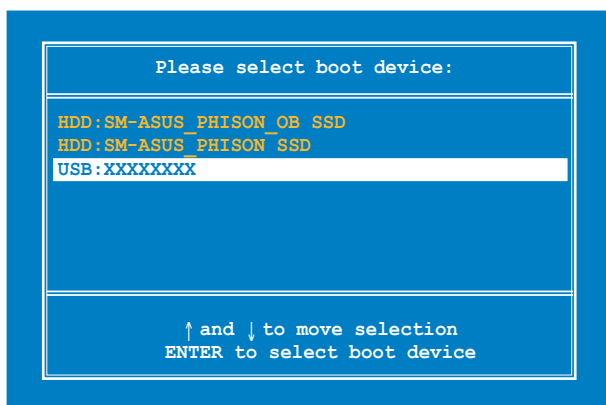 Please select boot device:
HDD:SM-ASUS_PHISON_OB SSD
HDD:SM-ASUS_PHISON SSD
USB:XXXXXXXX
↑ and ↓ to move selection
ENTER to select boot device